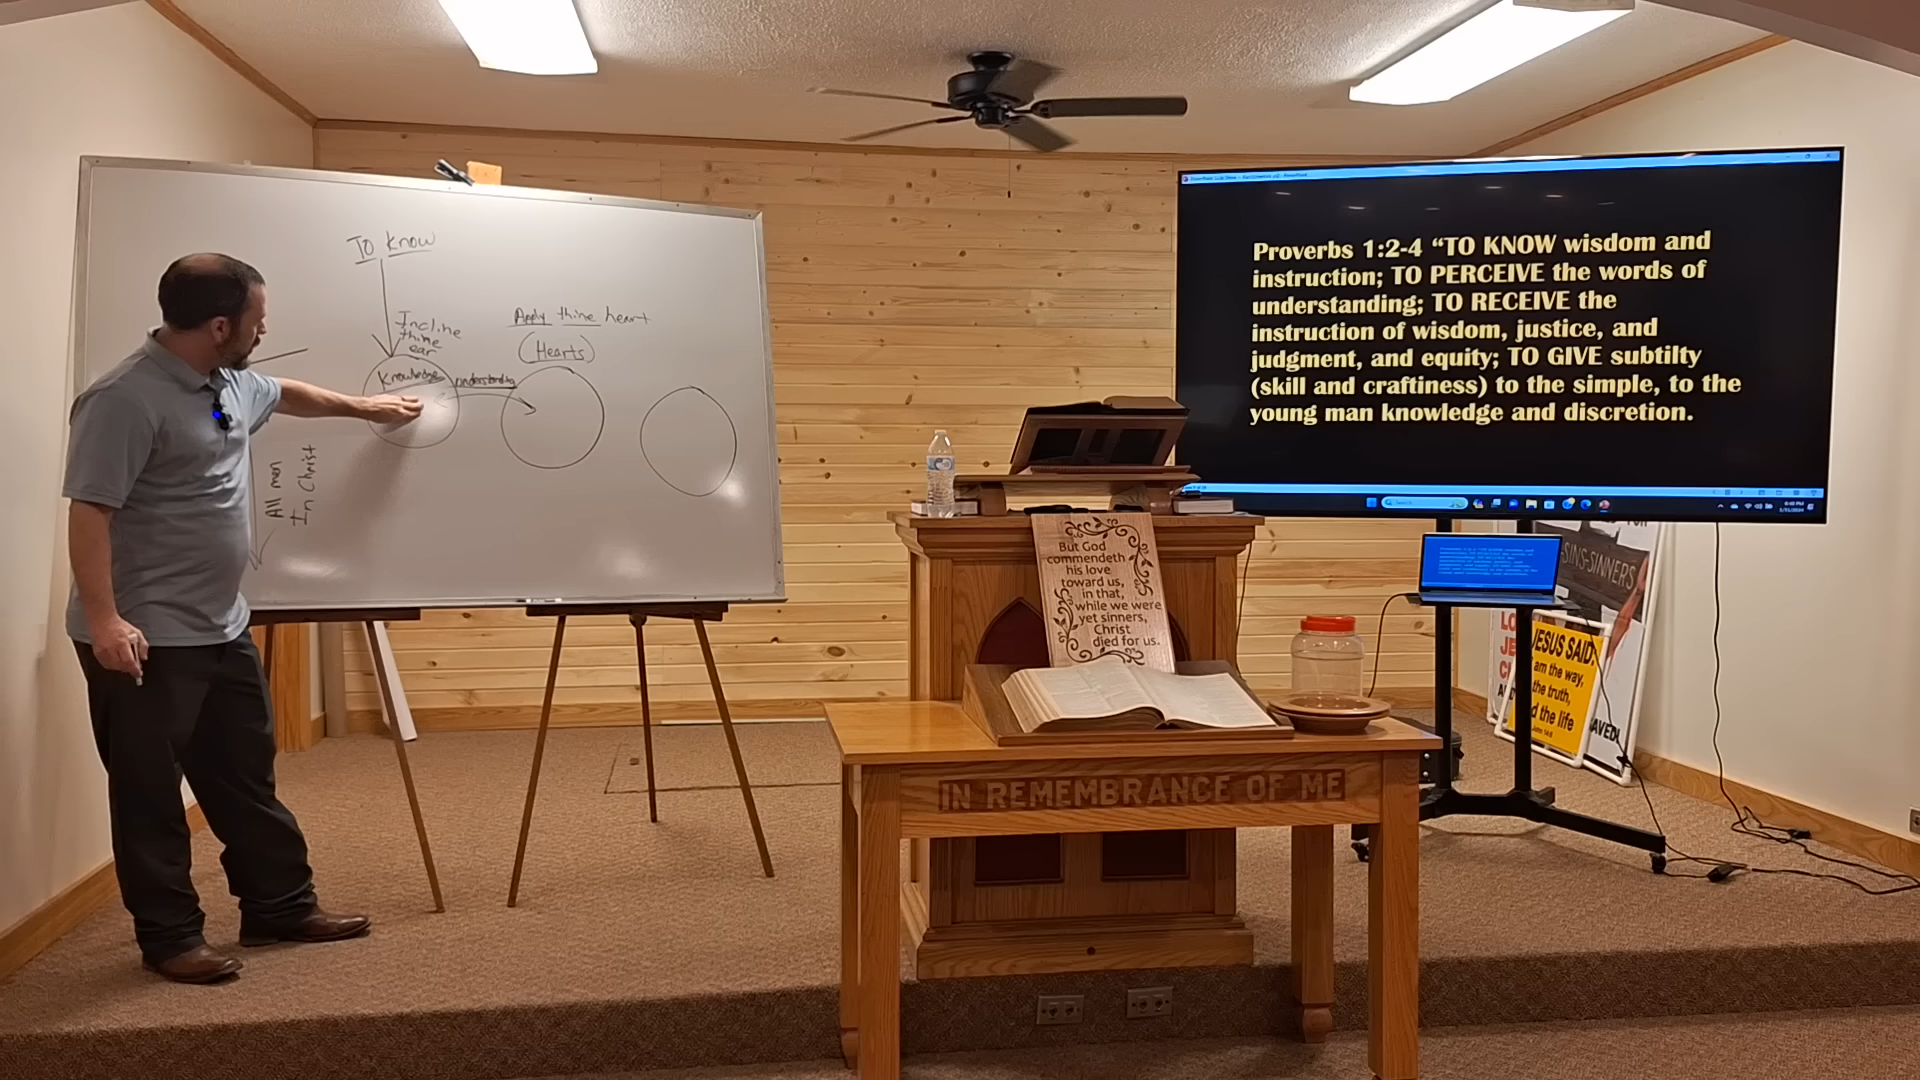 To Know
Incline
thine
ear
Knowledge
understanding
Apply thine heart
(Hearts)
All men
In Christ
Proverbs 1:2-4 “TO KNOW wisdom and
instruction; TO PERCEIVE the words of
understanding; TO RECEIVE the
instruction of wisdom, justice, and
judgment, and equity; TO GIVE subtilty
(skill and craftiness) to the simple, to the
young man knowledge and discretion.
But God
commendeth
his love
toward us,
in that,
while we were
yet sinners,
Christ
died for us.
IN REMEMBRANCE OF ME
SINS-SINNERS
JESUS SAID:
am the way,
the truth,
d the life
AVED!